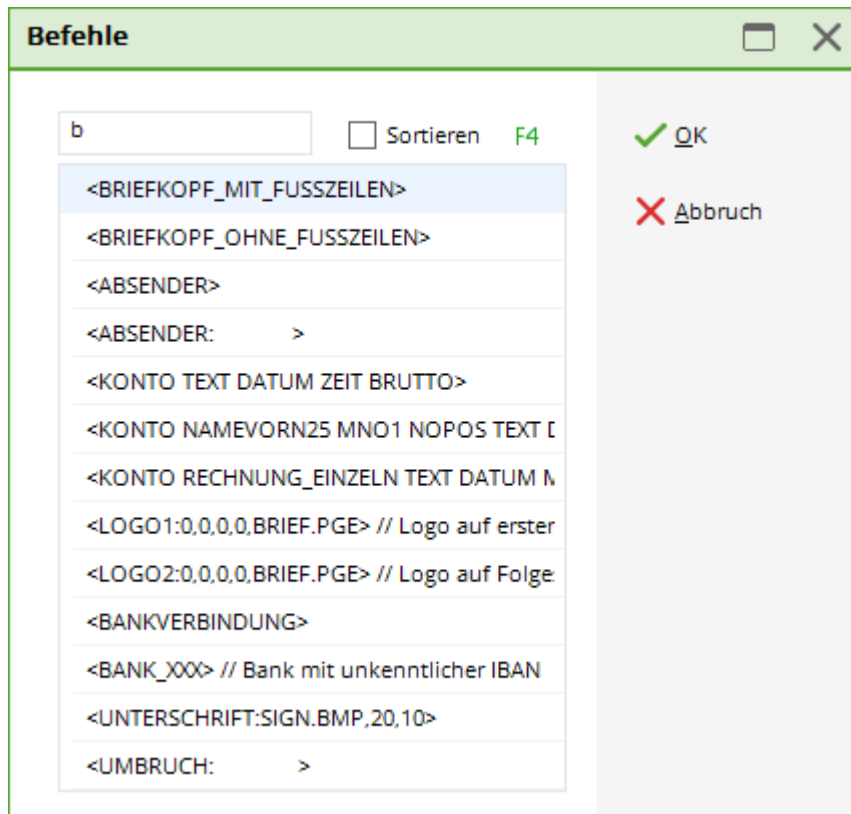 Befehle
b
Sortieren F4
OK
Abbruch
<BRIEFKOPF_MIT_FUSSZEILEN>
<BRIEFKOPF_OHNE_FUSSZEILEN>
<ABSENDER>
<ABSENDER: >
<KONTO TEXT DATUM ZEIT BRUTTO>
<KONTO NAMEVORN25 MNO1 NOPOS TEXT
<KONTO RECHNUNG_EINZELN TEXT DATUM
<LOGO1:0,0,0,0,BRIEF.PGE> // Logo auf erster
<LOGO2:0,0,0,0,BRIEF.PGE> // Logo auf Folge
<BANKVERBINDUNG>
<BANK_XXX> // Bank mit unkenntlicher IBAN
<UNTERSCHRIFT:SIGN.BMP,20,10>
<UMBRUCH: >